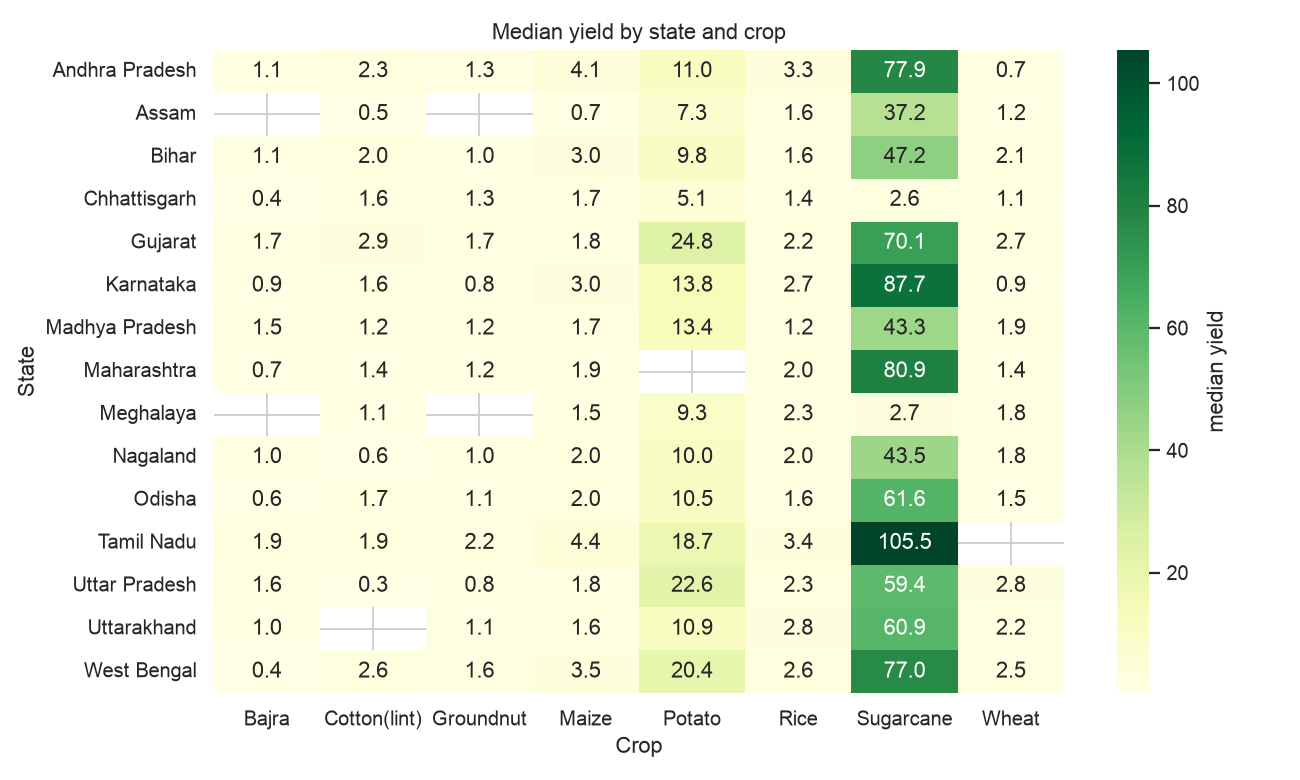 Median yield by state and crop
Andhra Pradesh 1.1 2.3 1.3 4.1 11.0 3.3 77.9 0.7
Assam 0.5 0.7 7.3 1.6 37.2 1.2
Bihar 1.1 2.0 1.0 3.0 9.8 1.6 47.2 2.1
Chhattisgarh 0.4 1.6 1.3 1.7 5.1 1.4 2.6 1.1
Gujarat 1.7 2.9 1.7 1.8 24.8 2.2 70.1 2.7
Karnataka 0.9 1.6 0.8 3.0 13.8 2.7 87.7 0.9
Madhya Pradesh 1.5 1.2 1.2 1.7 13.4 1.2 43.3 1.9
Maharashtra 0.7 1.4 1.2 1.9 2.0 80.9 1.4
Meghalaya 1.1 1.5 9.3 2.3 2.7 1.8
Nagaland 1.0 0.6 1.0 2.0 10.0 2.0 43.5 1.8
Odisha 0.6 1.7 1.1 2.0 10.5 1.6 61.6 1.5
Tamil Nadu 1.9 1.9 2.2 4.4 18.7 3.4 105.5
Uttar Pradesh 1.6 0.3 0.8 1.8 22.6 2.3 59.4 2.8
Uttarakhand 1.0 1.1 1.6 10.9 2.8 60.9 2.2
West Bengal 0.4 2.6 1.6 3.5 20.4 2.6 77.0 2.5
Bajra Cotton(lint) Groundnut Maize Potato Rice Sugarcane Wheat
Crop
State
100
80
60
40
20
median yield